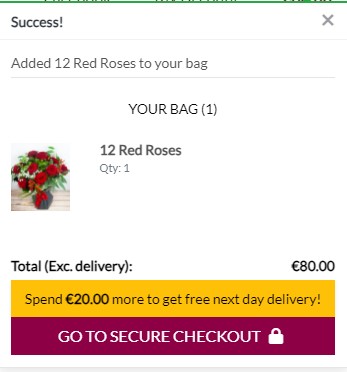 Success!
×
Added 12 Red Roses to your bag
YOUR BAG (1)
12 Red Roses
Qty: 1
Total (Exc. delivery): €80.00
Spend €20.00 more to get free next day delivery!
GO TO SECURE CHECKOUT